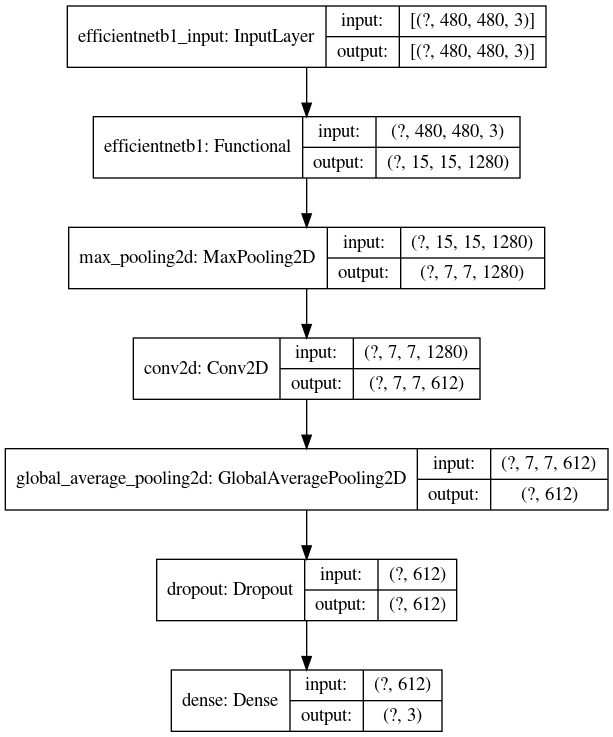 efficientnetb1_input: InputLayer
input: [(?, 480, 480, 3)]
output: [(?, 480, 480, 3)]
efficientnetb1: Functional
input: (?, 480, 480, 3)
output: (?, 15, 15, 1280)
max_pooling2d: MaxPooling2D
input: (?, 15, 15, 1280)
output: (?, 7, 7, 1280)
conv2d: Conv2D
input: (?, 7, 7, 1280)
output: (?, 7, 7, 612)
global_average_pooling2d: GlobalAveragePooling2D
input: (?, 7, 7, 612)
output: (?, 612)
dropout: Dropout
input: (?, 612)
output: (?, 612)
dense: Dense
input: (?, 612)
output: (?, 3)